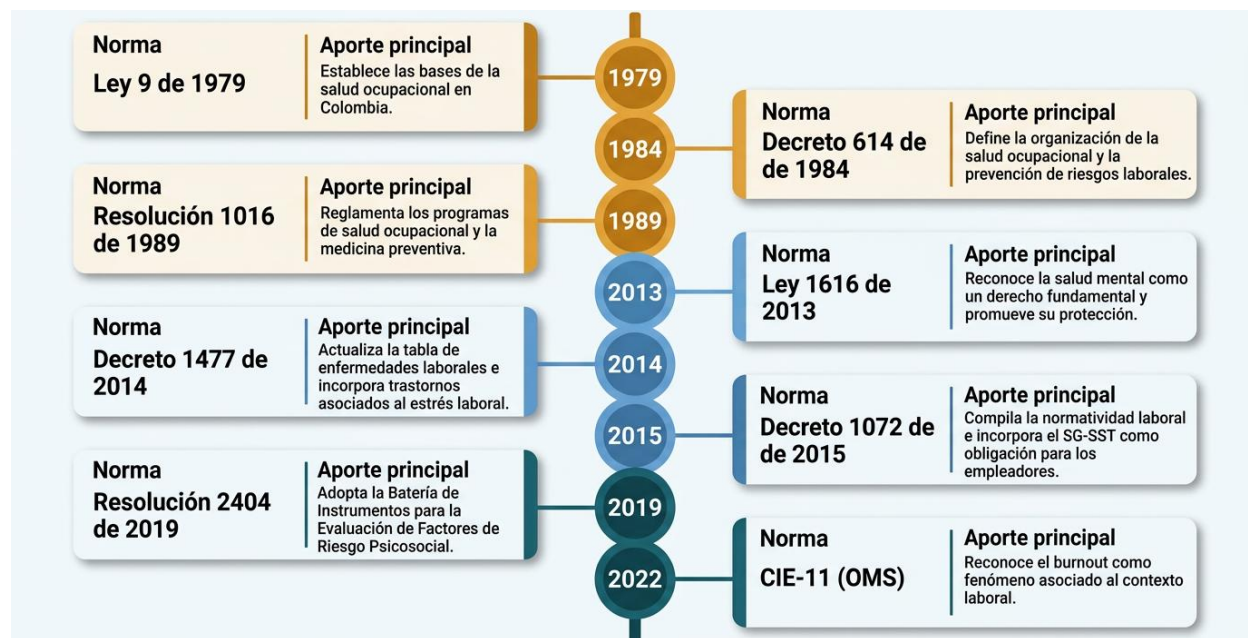 Norma
Ley 9 de 1979
Aporte principal
Establece las bases de la
salud ocupacional en
Colombia.
1979
1984
Norma
Decreto 614 de
de 1984
Aporte principal
Define la organización de la
salud ocupacional y la
prevención de riesgos laborales.
Norma
Resolución 1016
de 1989
Aporte principal
Reglamenta los programas
de salud ocupacional y la
medicina preventiva.
1989
2013
Norma
Ley 1616 de
2013
Aporte principal
Reconoce la salud mental como
un derecho fundamental y
promueve su protección.
Norma
Decreto 1477 de
2014
Aporte principal
Actualiza la tabla de
enfermedades laborales e
incorpora trastornos
asociados al estrés laboral.
2014
2015
Norma
Decreto 1072 de
de 2015
Aporte principal
Compila la normatividad laboral
e incorpora el SG-SST como
obligación para los
empleadores.
Norma
Resolución 2404
de 2019
Aporte principal
Adopta la Batería de
Instrumentos para la
Evaluación de Factores de
Riesgo Psicosocial.
2019
2022
Norma
CIE-11 (OMS)
Aporte principal
Reconoce el burnout como
fenómeno asociado al contexto
laboral.